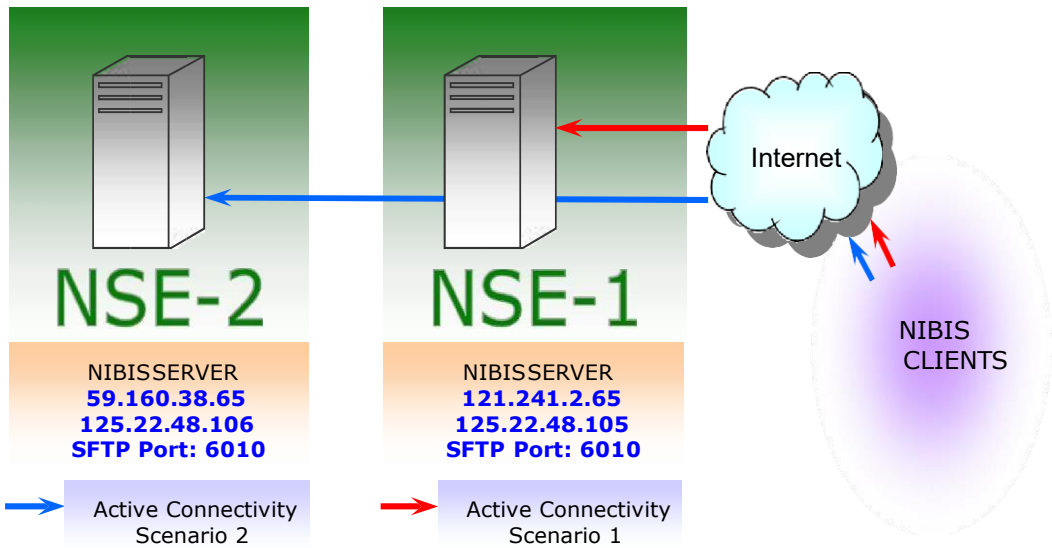 Internet
NSE-2
NSE-1
NIBIS
CLIENTS
NIBISSERVER
59.160.38.65
125.22.48.106
SFTP Port: 6010
NIBISSERVER
121.241.2.65
125.22.48.105
SFTP Port: 6010
Active Connectivity
Scenario 2
Active Connectivity
Scenario 1